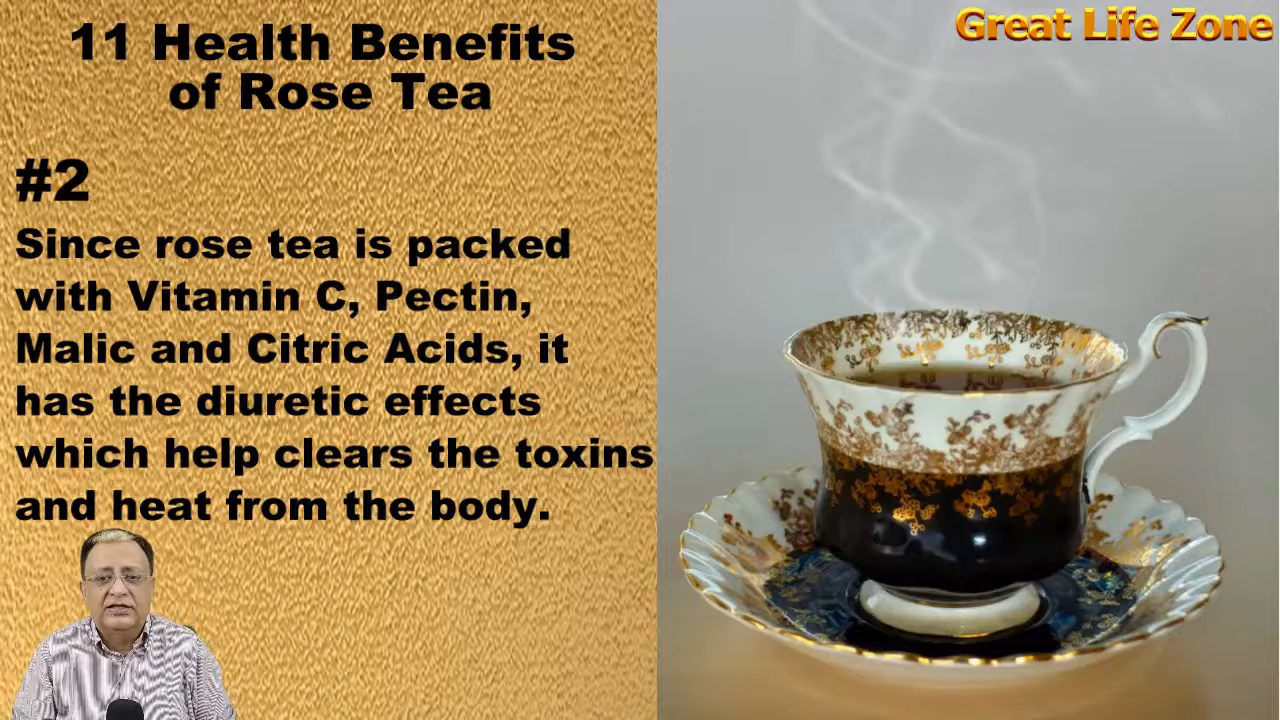 11 Health Benefits
of Rose Tea
Great Life Zone
#2
Since rose tea is packed
with Vitamin C, Pectin,
Malic and Citric Acids, it
has the diuretic effects
which help clears the toxins
and heat from the body.